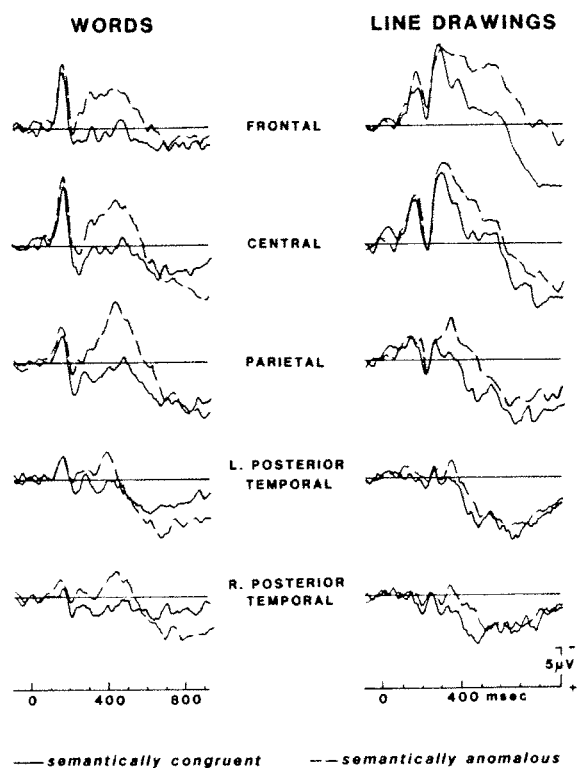 WORDS
LINE DRAWINGS
FRONTAL
CENTRAL
PARIETAL
L. POSTERIOR
TEMPORAL
R. POSTERIOR
TEMPORAL
5µV
-
+
0 400 800
0 400 msec
semantically congruent
semantically anomalous